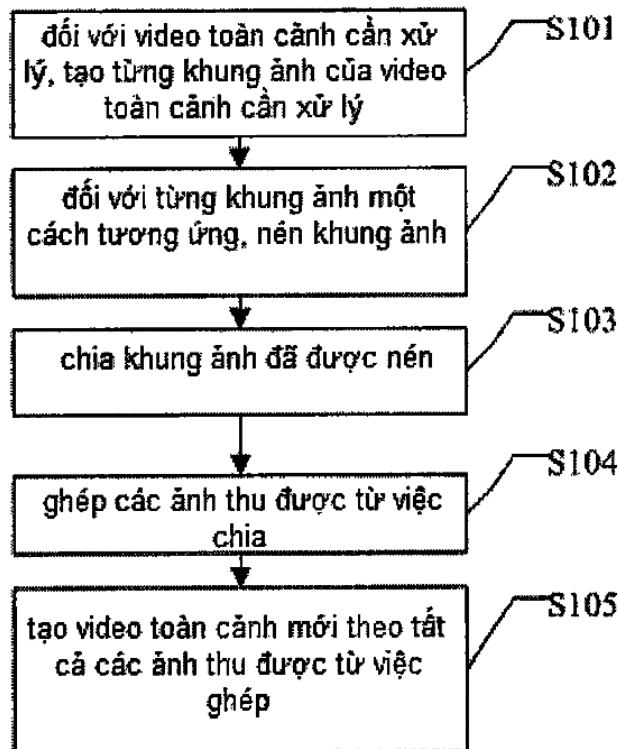 đối với video toàn cảnh cần xử
lý, tạo từng khung ảnh của video
toàn cảnh cần xử lý
S101
đối với từng khung ảnh một
cách tương ứng, nén khung ảnh
S102
chia khung ảnh đã được nén
S103
ghép các ảnh thu được từ việc
chia
S104
tạo video toàn cảnh mới theo tất
cả các ảnh thu được từ việc
ghép
S105